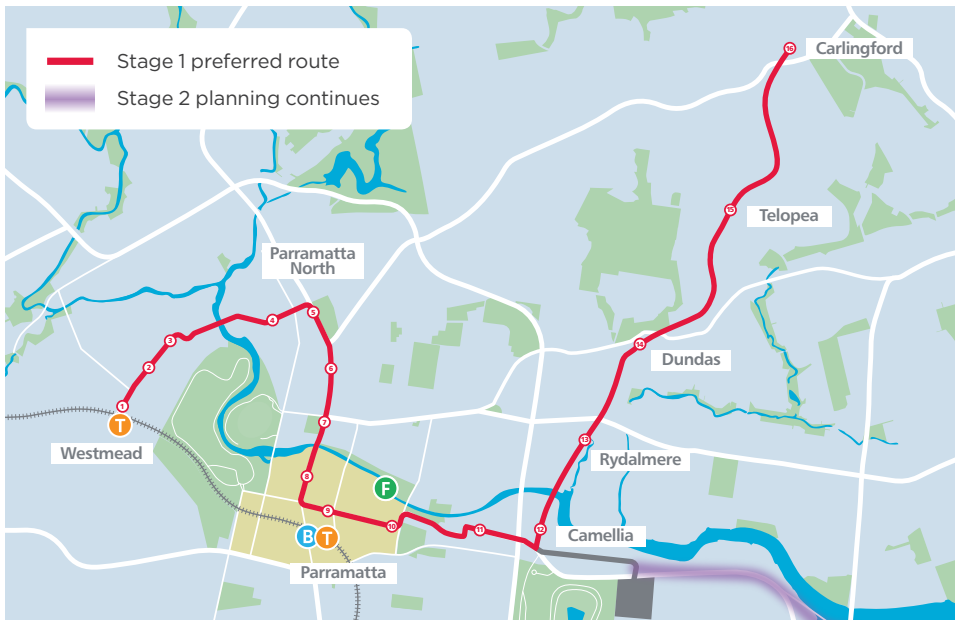 Stage 1 preferred route
Stage 2 planning continues
16
Carlingford
15
Telopea
Parramatta
North
4
5
3
2
6
14
Dundas
1
T
7
Westmead
13
Rydalmere
8
F
9
10
11
12
Camellia
B
T
Parramatta